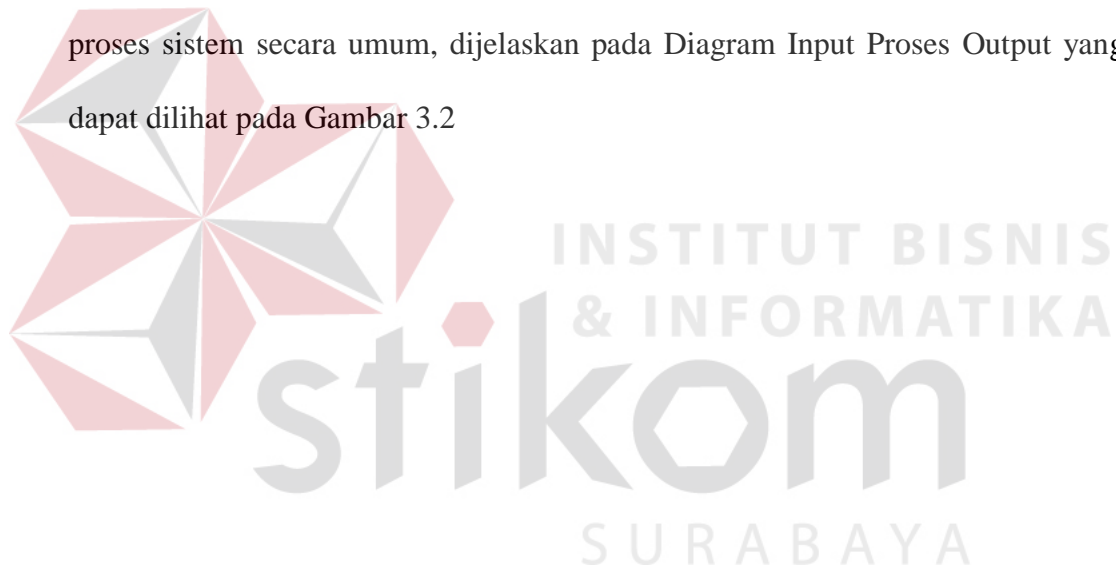 proses sistem secara umum, dijelaskan pada Diagram Input Proses Output yang
dapat dilihat pada Gambar 3.2
INSTITUT BISNIS
& INFORMATIKA
stikom
SURABAYA